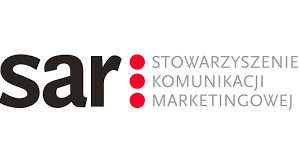 sar
STOWARZYSZENIE
KOMUNIKACJI
MARKETINGOWEJ